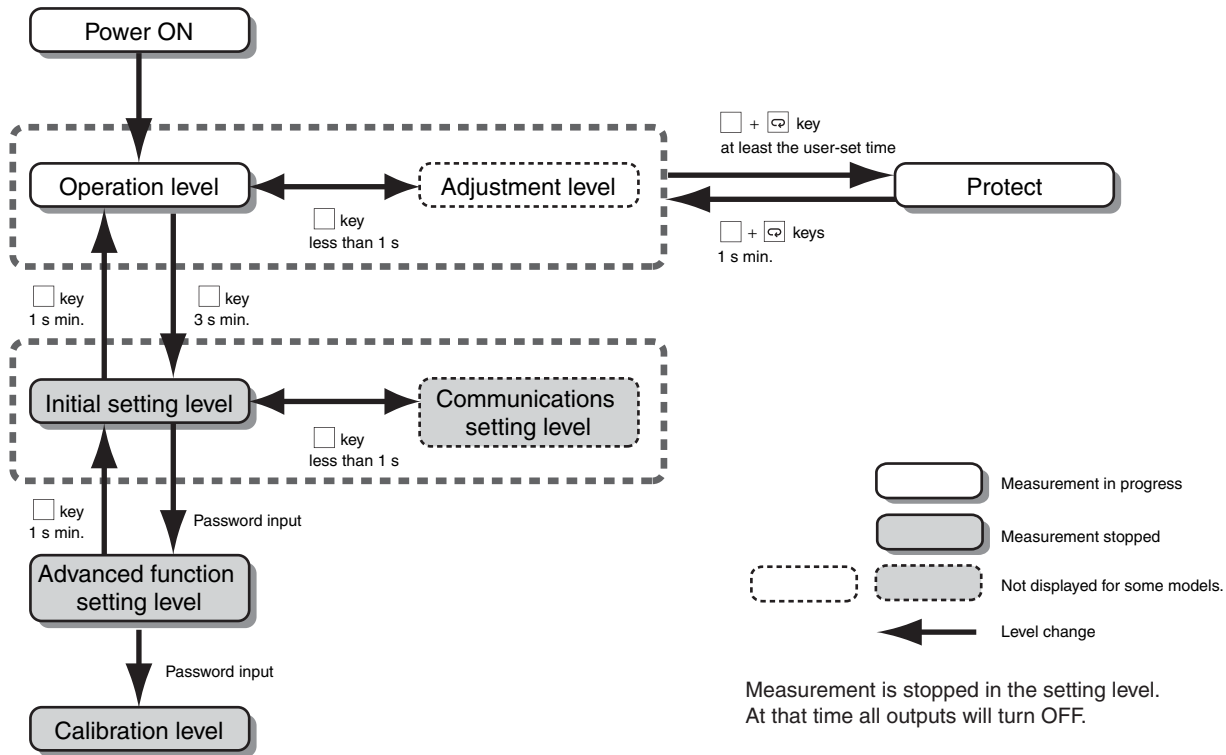 Power ON
+ key
at least the user-set time
Operation level
Adjustment level
Protect
key
less than 1 s
+ keys
1 s min.
key
1 s min.
key
3 s min.
Initial setting level
Communications
setting level
key
less than 1 s
Measurement in progress
key
1 s min.
Password input
Measurement stopped
Advanced function
setting level
Not displayed for some models.
Level change
Password input
Measurement is stopped in the setting level.
At that time all outputs will turn OFF.
Calibration level